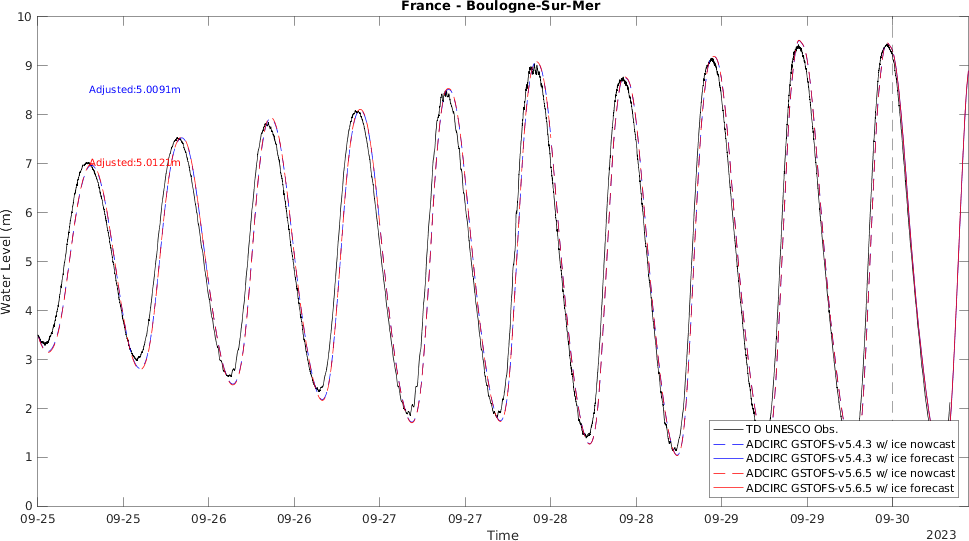 France - Boulogne-Sur-Mer
10
9
8
7
6
5
4
3
2
1
0
Water Level (m)
Adjusted:5.0091m
Adjusted:5.0121m
TD UNESCO Obs.
ADCIRC GSTOFS-v5.4.3 w/ ice nowcast
ADCIRC GSTOFS-v5.4.3 w/ ice forecast
ADCIRC GSTOFS-v5.6.5 w/ ice nowcast
ADCIRC GSTOFS-v5.6.5 w/ ice forecast
09-25 09-25 09-26 09-26 09-27 09-27 09-28 09-28 09-29 09-29 09-30
Time
2023